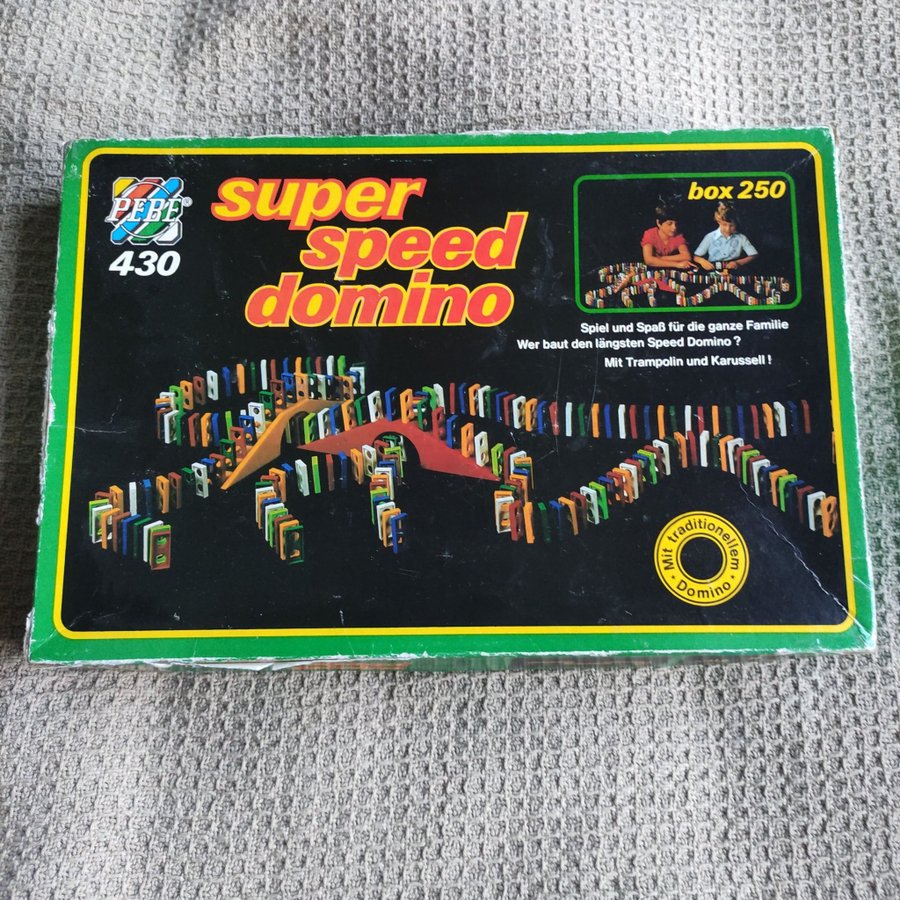 PEBE®
430
super
speed
domino
box 250
Spiel und Spaß für die ganze Familie
Wer baut den längsten Speed Domino ?
Mit Trampolin und Karussell !
Mit traditionellem
· Domino ·